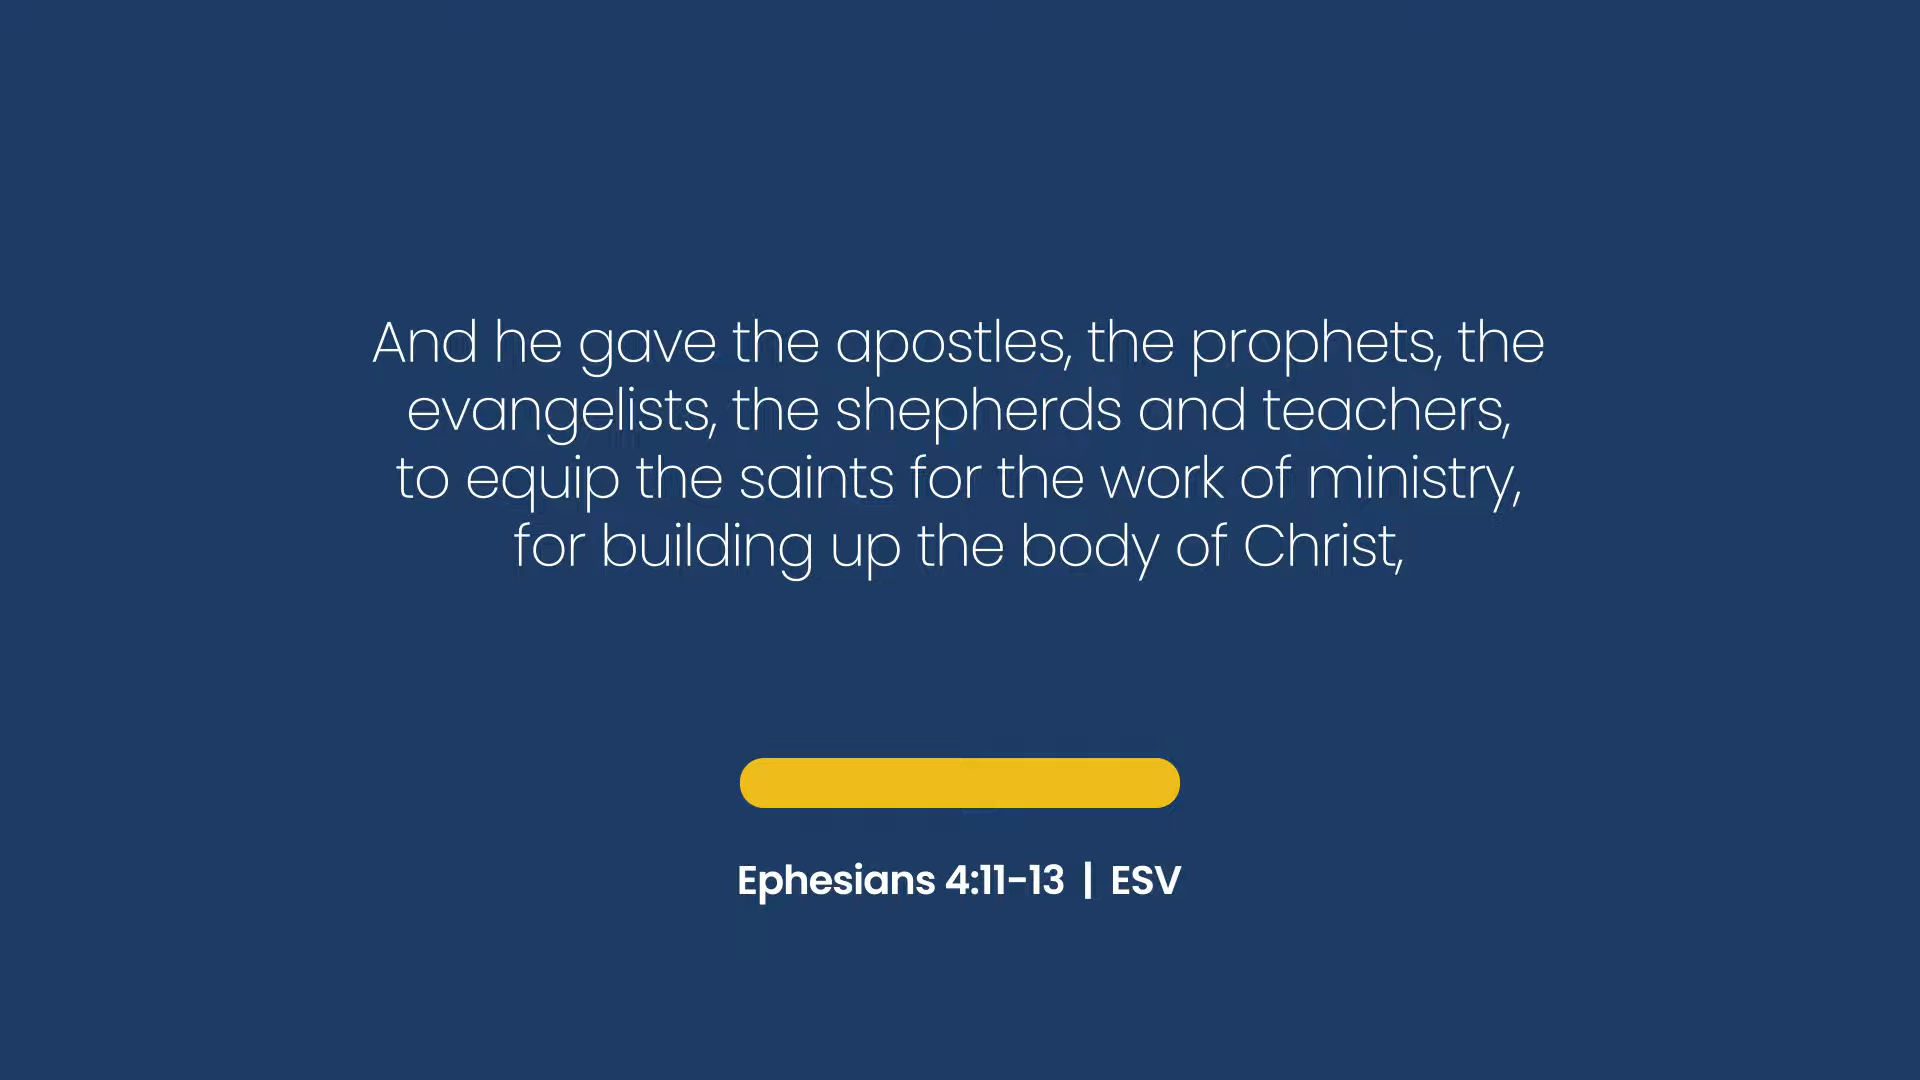 And he gave the apostles, the prophets, the
evangelists, the shepherds and teachers,
to equip the saints for the work of ministry,
for building up the body of Christ,
Ephesians 4:11-13 | ESV